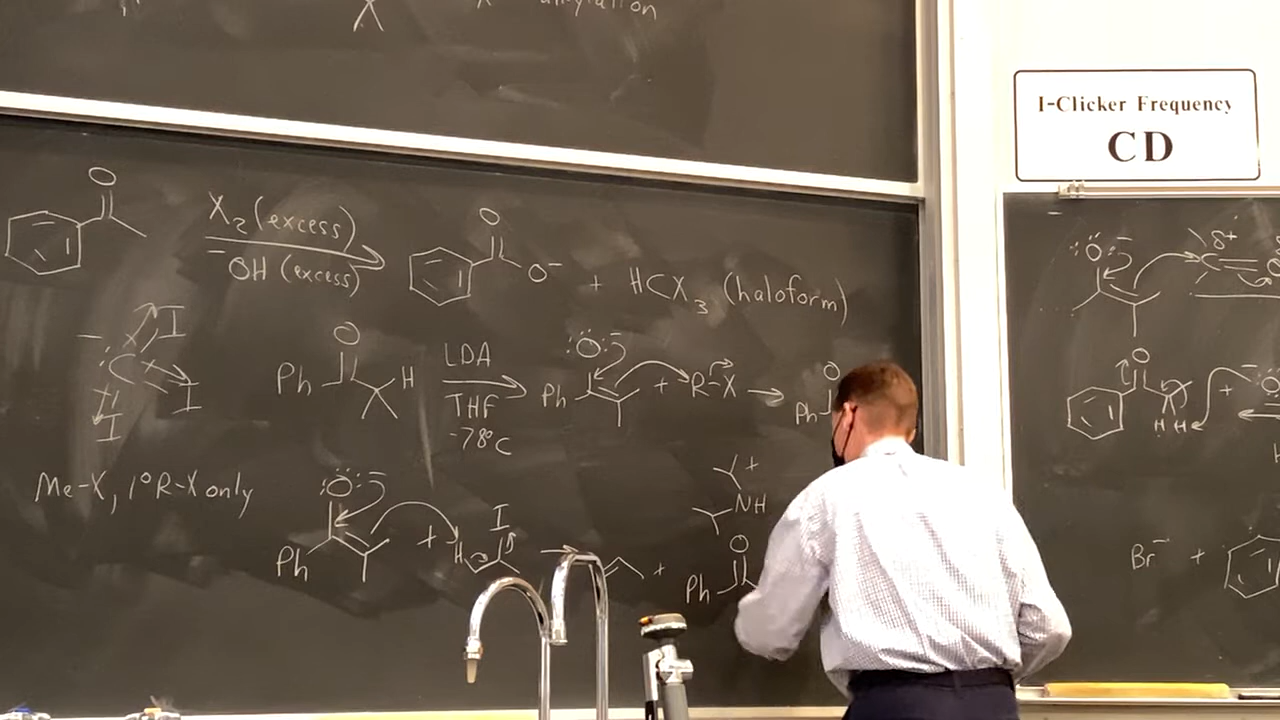 I-Clicker Frequency
CD
X₂ (excess)
⁻OH (excess)
O
O
O⁻
+ HCX₃ (haloform)
⁻:C
I
I
I
Ph
O
H
LDA
THF
-78°C
:Ö:⁻
Ph
+ R-X
O
Ph
+
NH
Me-X, 1° R-X only
:Ö:⁻
Ph
+
H
I
+
O
Ph
:Ö:⁻
δ+
C
O
H H
+
Br⁻ +